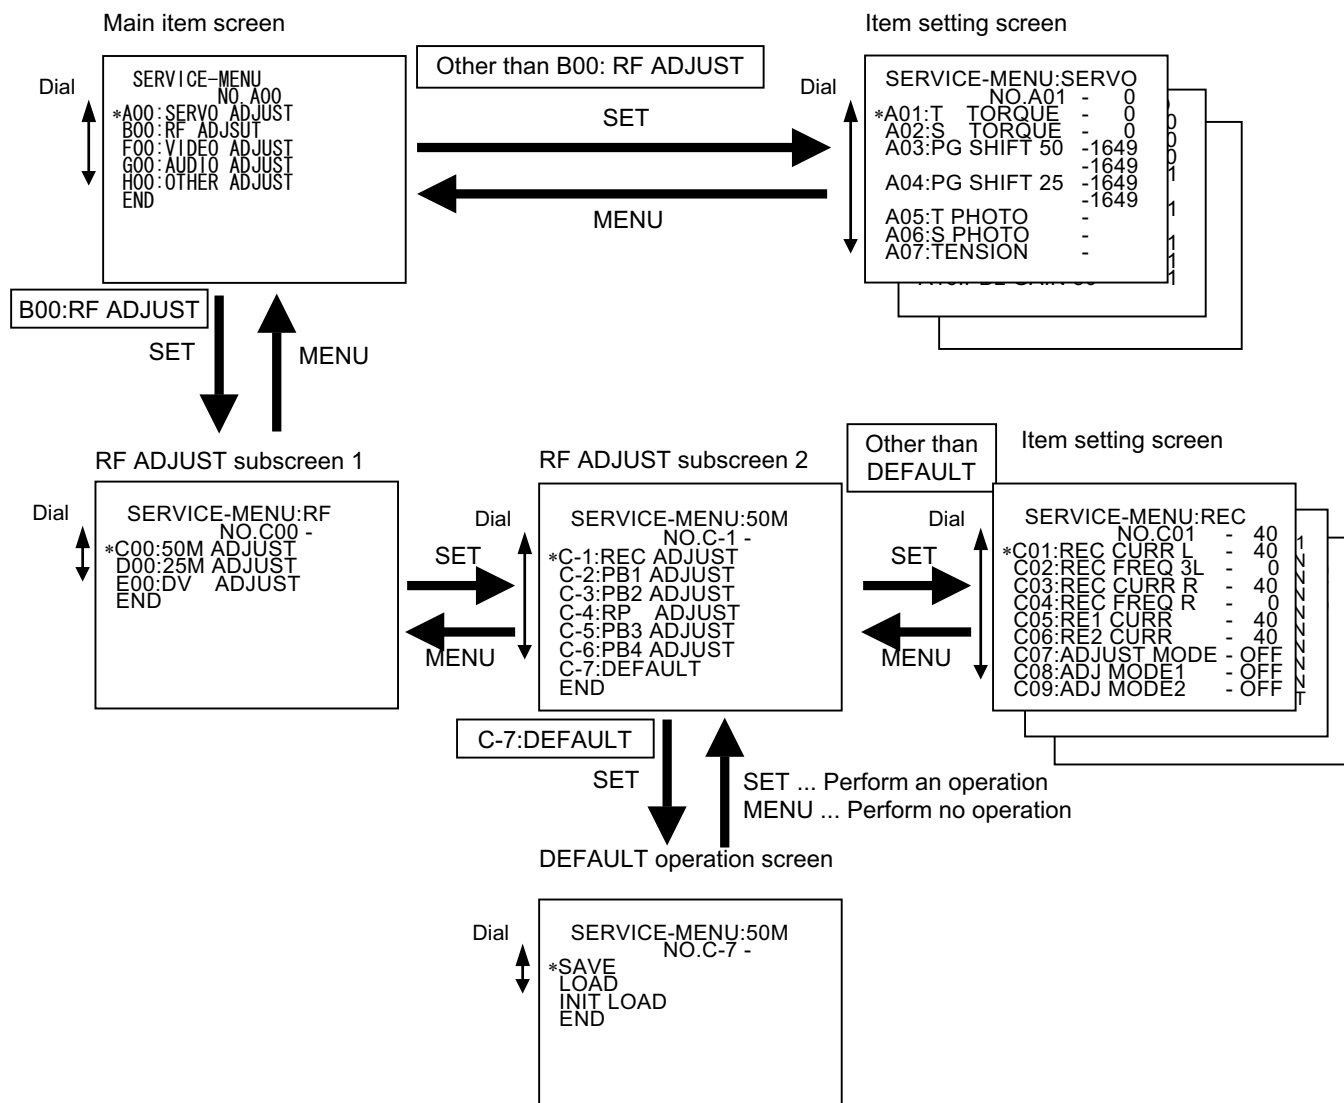 Main item screen
Dial
SERVICE-MENU
NO. A00
*A00:SERVO ADJUST
B00:RF ADJSUT
F00:VIDEO ADJUST
G00:AUDIO ADJUST
H00:OTHER ADJUST
END
Other than B00: RF ADJUST
SET
MENU
Item setting screen
Dial
SERVICE-MENU:SERVO
NO.A01 - 0
*A01:T TORQUE - 0
A02:S TORQUE - 0
A03:PG SHIFT 50 -1649
-1649
A04:PG SHIFT 25 -1649
-1649
A05:T PHOTO -
A06:S PHOTO -
A07:TENSION -
B00:RF ADJUST
SET
MENU
RF ADJUST subscreen 1
Dial
SERVICE-MENU:RF
NO.C00 -
*C00:50M ADJUST
D00:25M ADJUST
E00:DV ADJUST
END
SET
MENU
RF ADJUST subscreen 2
Dial
SERVICE-MENU:50M
NO.C-1 -
*C-1:REC ADJUST
C-2:PB1 ADJUST
C-3:PB2 ADJUST
C-4:RP ADJUST
C-5:PB3 ADJUST
C-6:PB4 ADJUST
C-7:DEFAULT
END
Other than
DEFAULT
SET
MENU
Item setting screen
Dial
SERVICE-MENU:REC
NO.C01 - 40
*C01:REC CURR L - 40
C02:REC FREQ 3L - 0
C03:REC CURR R - 40
C04:REC FREQ R - 0
C05:RE1 CURR - 40
C06:RE2 CURR - 40
C07:ADJUST MODE - OFF
C08:ADJ MODE1 - OFF
C09:ADJ MODE2 - OFF
C-7:DEFAULT
SET
SET ... Perform an operation
MENU ... Perform no operation
DEFAULT operation screen
Dial
SERVICE-MENU:50M
NO.C-7 -
*SAVE
LOAD
INIT LOAD
END